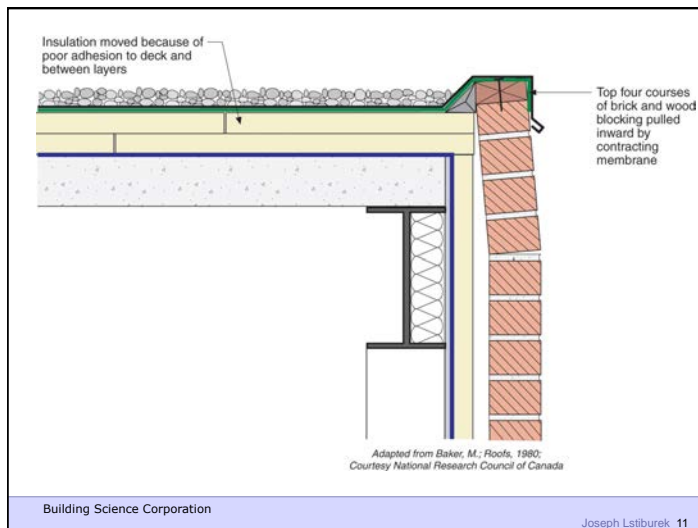 Insulation moved because of
poor adhesion to deck and
between layers
Top four courses
of brick and wood
blocking pulled
inward by
contracting
membrane
Adapted from Baker, M.; Roofs, 1980;
Courtesy National Research Council of Canada
Building Science Corporation
Joseph Lstiburek 11